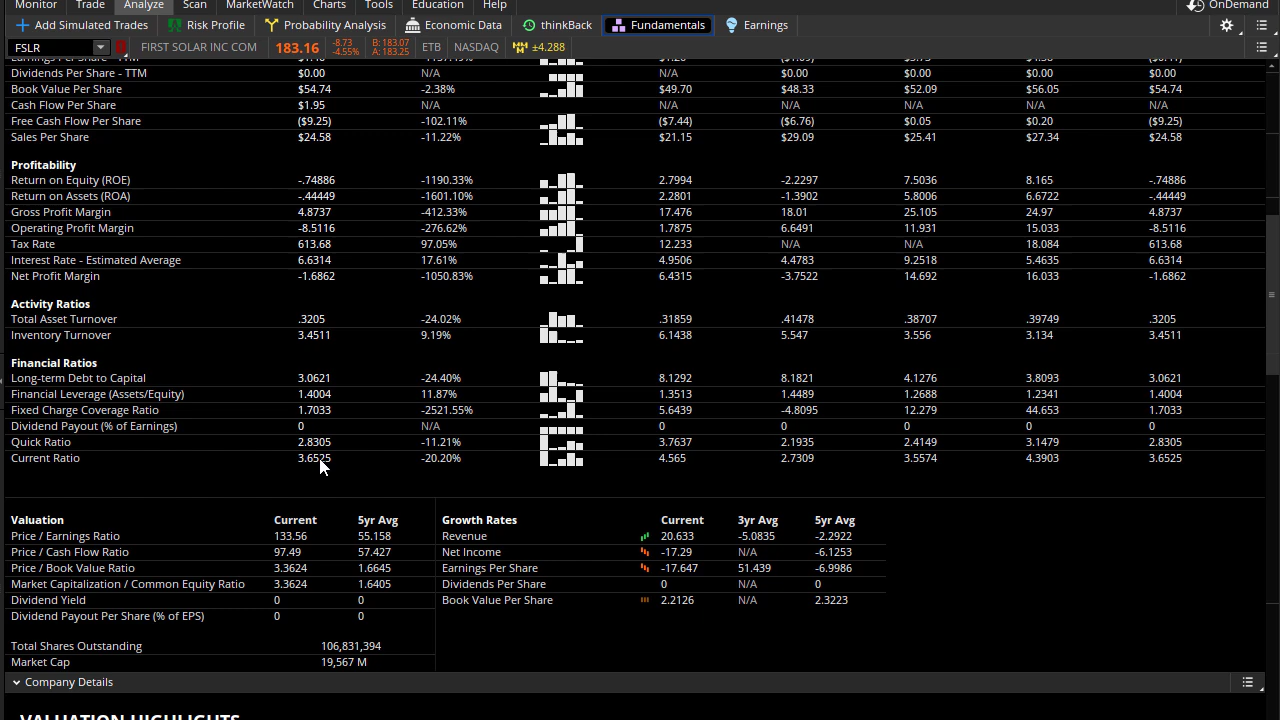 Monitor Trade Analyze Scan MarketWatch Charts Tools Education Help OnDemand
Add Simulated Trades Risk Profile Probability Analysis Economic Data thinkBack Fundamentals Earnings
FSLR FIRST SOLAR INC COM 183.16 -8.73 -4.55% B: 183.07 A: 183.25 ETB NASDAQ ±4.288
Dividends Per Share - TTM $0.00 N/A N/A $0.00 $0.00 $0.00 $0.00
Book Value Per Share $54.74 -2.38% $49.70 $48.33 $52.09 $56.05 $54.74
Cash Flow Per Share $1.95 N/A N/A N/A N/A N/A N/A
Free Cash Flow Per Share ($9.25) -102.11% ($7.44) ($6.76) $0.05 $0.20 ($9.25)
Sales Per Share $24.58 -11.22% $21.15 $29.09 $25.41 $27.34 $24.58
Profitability
Return on Equity (ROE) -.74886 -1190.33% 2.7994 -2.2297 7.5036 8.165 -.74886
Return on Assets (ROA) -.44449 -1601.10% 2.2801 -1.3902 5.8006 6.6722 -.44449
Gross Profit Margin 4.8737 -412.33% 17.476 18.01 25.105 24.97 4.8737
Operating Profit Margin -8.5116 -276.62% 1.7875 6.6491 11.931 15.033 -8.5116
Tax Rate 613.68 97.05% 12.233 N/A N/A 18.084 613.68
Interest Rate - Estimated Average 6.6314 17.61% 4.9506 4.4783 9.2518 5.4635 6.6314
Net Profit Margin -1.6862 -1050.83% 6.4315 -3.7522 14.692 16.033 -1.6862
Activity Ratios
Total Asset Turnover .3205 -24.02% .31859 .41478 .38707 .39749 .3205
Inventory Turnover 3.4511 9.19% 6.1438 5.547 3.556 3.134 3.4511
Financial Ratios
Long-term Debt to Capital 3.0621 -24.40% 8.1292 8.1821 4.1276 3.8093 3.0621
Financial Leverage (Assets/Equity) 1.4004 11.87% 1.3513 1.4489 1.2688 1.2341 1.4004
Fixed Charge Coverage Ratio 1.7033 -2521.55% 5.6439 -4.8095 12.279 44.653 1.7033
Dividend Payout (% of Earnings) 0 N/A 0 0 0 0 0
Quick Ratio 2.8305 -11.21% 3.7637 2.1935 2.4149 3.1479 2.8305
Current Ratio 3.6525 -20.20% 4.565 2.7309 3.5574 4.3903 3.6525
Valuation Current 5yr Avg Growth Rates Current 3yr Avg 5yr Avg
Price / Earnings Ratio 133.56 55.158 Revenue 20.633 -5.0835 -2.2922
Price / Cash Flow Ratio 97.49 57.427 Net Income -17.29 N/A -6.1253
Price / Book Value Ratio 3.3624 1.6645 Earnings Per Share -17.647 51.439 -6.9986
Market Capitalization / Common Equity Ratio 3.3624 1.6405 Dividends Per Share 0 N/A 0
Dividend Yield 0 0 Book Value Per Share 2.2126 N/A 2.3223
Dividend Payout Per Share (% of EPS) 0 0
Total Shares Outstanding 106,831,394
Market Cap 19,567 M
Company Details
VALUATION HIGHLIGHTS